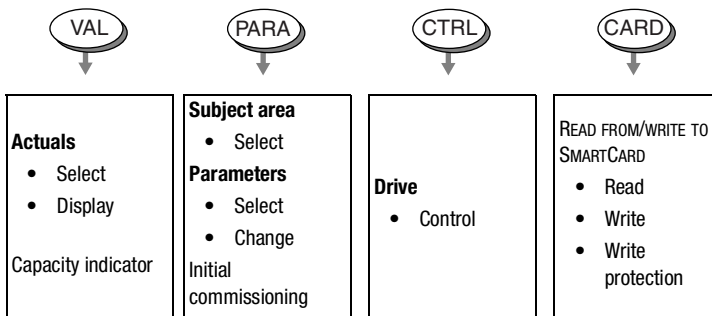 VAL
PARA
CTRL
CARD
Actuals
• Select
• Display
Capacity indicator
Subject area
• Select
Parameters
• Select
• Change
Initial
commissioning
Drive
• Control
READ FROM/WRITE TO
SMARTCARD
• Read
• Write
• Write
protection